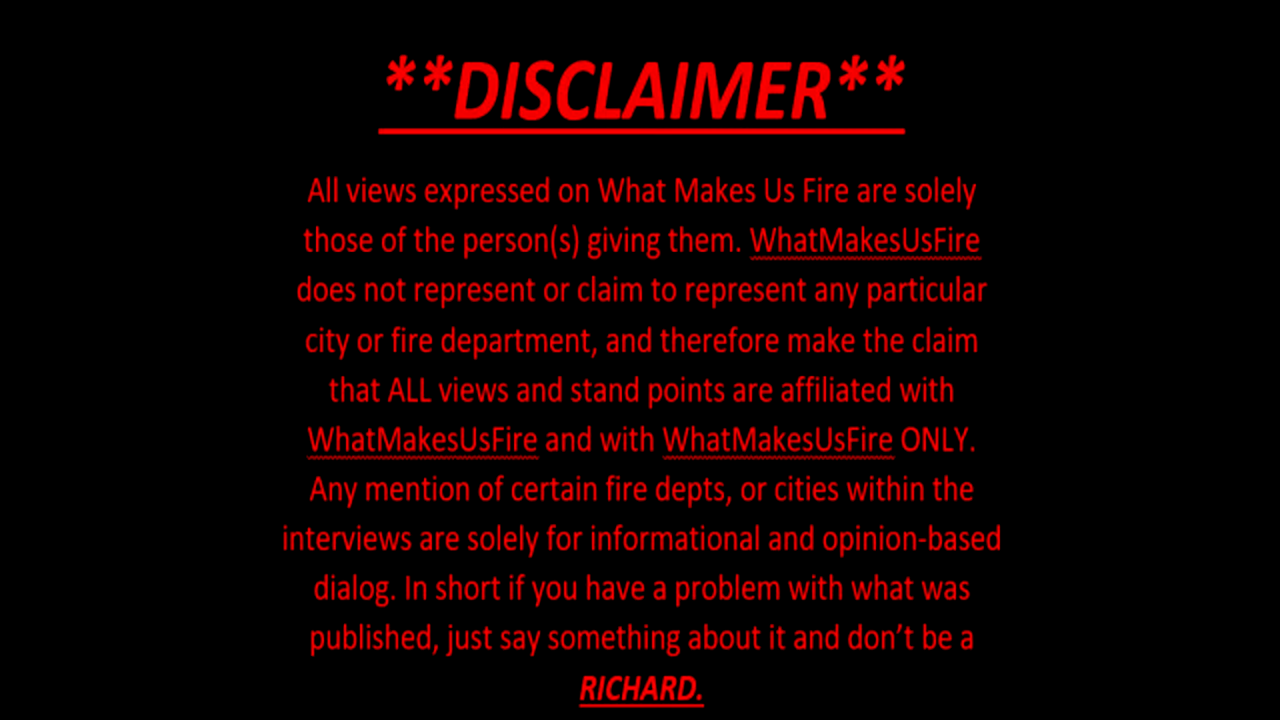 **DISCLAIMER**
All views expressed on What Makes Us Fire are solely
those of the person(s) giving them. WhatMakesUsFire
does not represent or claim to represent any particular
city or fire department, and therefore make the claim
that ALL views and stand points are affiliated with
WhatMakesUsFire and with WhatMakesUsFire ONLY.
Any mention of certain fire depts, or cities within the
interviews are solely for informational and opinion-based
dialog. In short if you have a problem with what was
published, just say something about it and don’t be a
RICHARD.